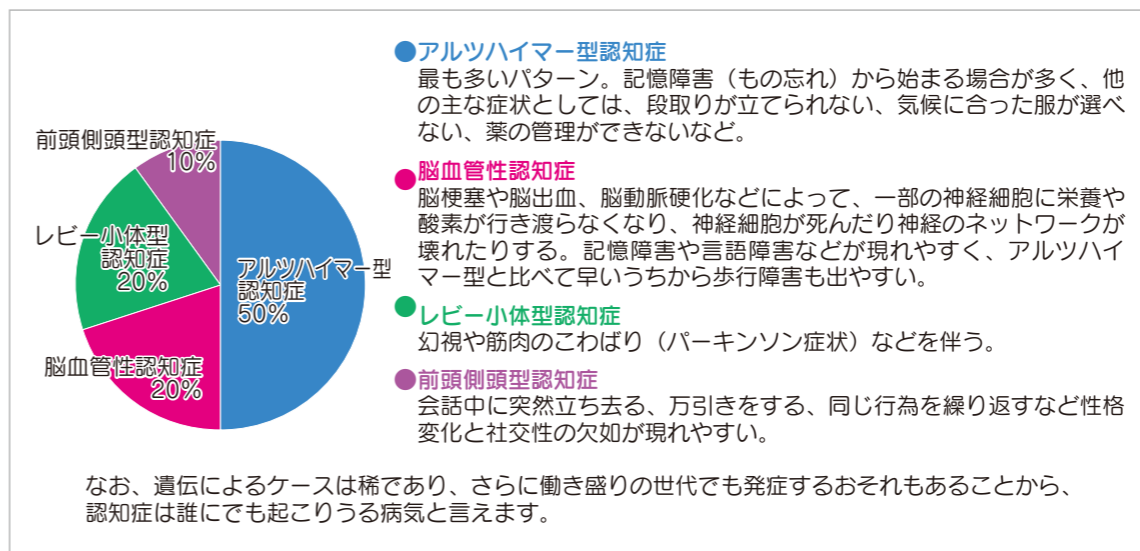 前頭側頭型認知症
10%
レビー小体型
認知症
20%
脳血管性認知症
20%
アルツハイマー型
認知症
50%
●アルツハイマー型認知症
最も多いパターン。記憶障害（もの忘れ）から始まる場合が多く、他
の主な症状としては、段取りが立てられない、気候に合った服が選べ
ない、薬の管理ができないなど。
●脳血管性認知症
脳梗塞や脳出血、脳動脈硬化などによって、一部の神経細胞に栄養や
酸素が行き渡らなくなり、神経細胞が死んだり神経のネットワークが
壊れたりする。記憶障害や言語障害などが現れやすく、アルツハイ
マー型と比べて早いうちから歩行障害も出やすい。
●レビー小体型認知症
幻視や筋肉のこわばり（パーキンソン症状）などを伴う。
●前頭側頭型認知症
会話中に突然立ち去る、万引きをする、同じ行為を繰り返すなど性格
変化と社交性の欠如が現れやすい。
なお、遺伝によるケースは稀であり、さらに働き盛りの世代でも発症するおそれもあることから、
認知症は誰にでも起こりうる病気と言えます。